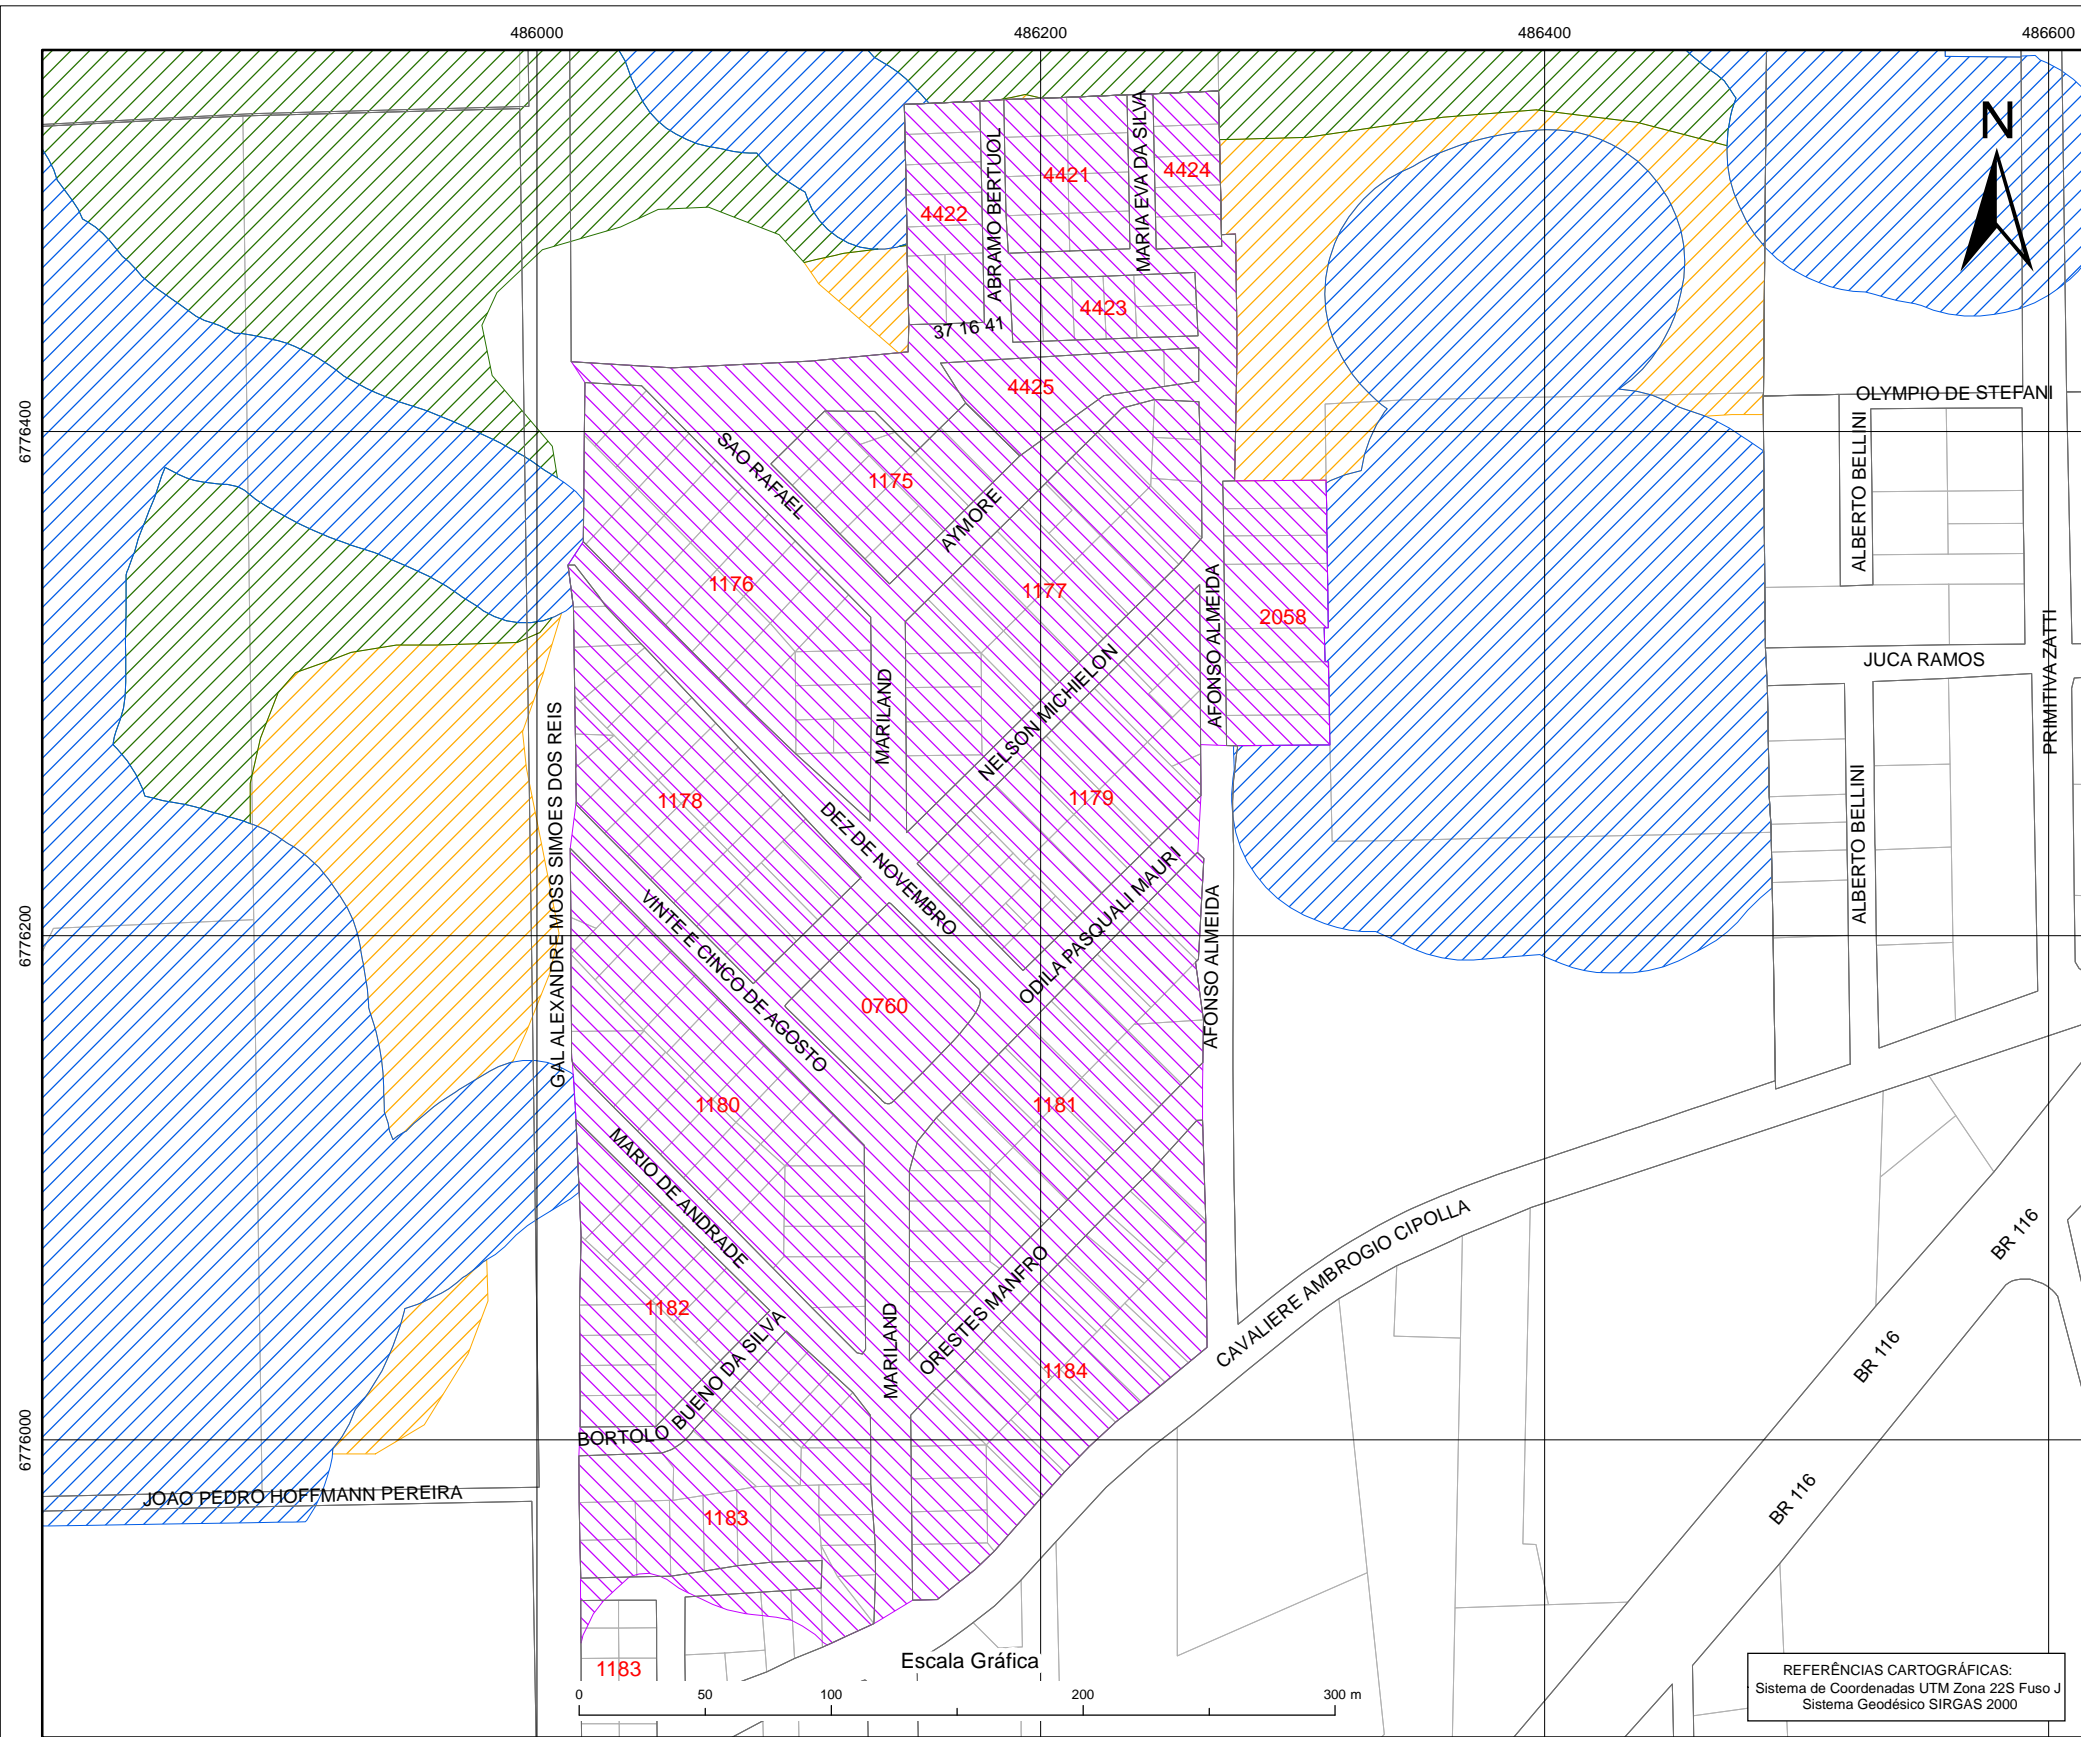 486000
486200
486400
486600
6776400
6776200
6776000
N
ABRAMO BERTUOL
MARIA EVA DA SILVA
4421
4424
4422
4423
37 16 41
4425
OLYMPIO DE STEFANI
ALBERTO BELLINI
SAO RAFAEL
1175
AYMORE
1176
1177
AFONSO ALMEIDA
2058
JUCA RAMOS
PRIMITIVA ZATTI
MARILAND
NELSON MICHIELON
GAL ALEXANDRE MOSS SIMOES DOS REIS
1178
1179
DEZ DE NOVEMBRO
ALBERTO BELLINI
VINTE E CINCO DE AGOSTO
ODILA PASQUALI MAURI
AFONSO ALMEIDA
0760
1180
1181
MARIO DE ANDRADE
CAVALIERE AMBROGIO CIPOLLA
BR 116
1182
BORTOLO BUENO DA SILVA
MARILAND
ORESTES MANFRO
1184
BR 116
JOAO PEDRO HOFFMANN PEREIRA
1183
BR 116
1183
Escala Gráfica
0 50 100 200 300 m
REFERÊNCIAS CARTOGRÁFICAS:
Sistema de Coordenadas UTM Zona 22S Fuso J
Sistema Geodésico SIRGAS 2000